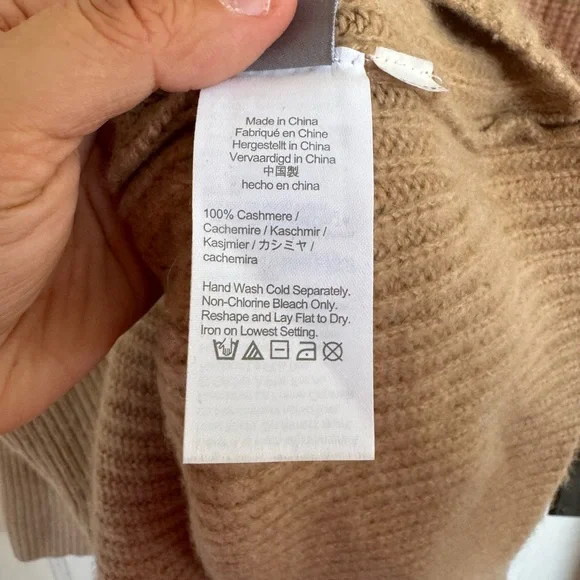 Made in China
Fabriqué en Chine
Hergestellt in China
Vervaardigd in China
中国製
hecho en china
100% Cashmere /
Cachemire / Kaschmir /
Kasjmier / カシミヤ /
cachemira
Hand Wash Cold Separately.
Non-Chlorine Bleach Only.
Reshape and Lay Flat to Dry.
Iron on Lowest Setting.